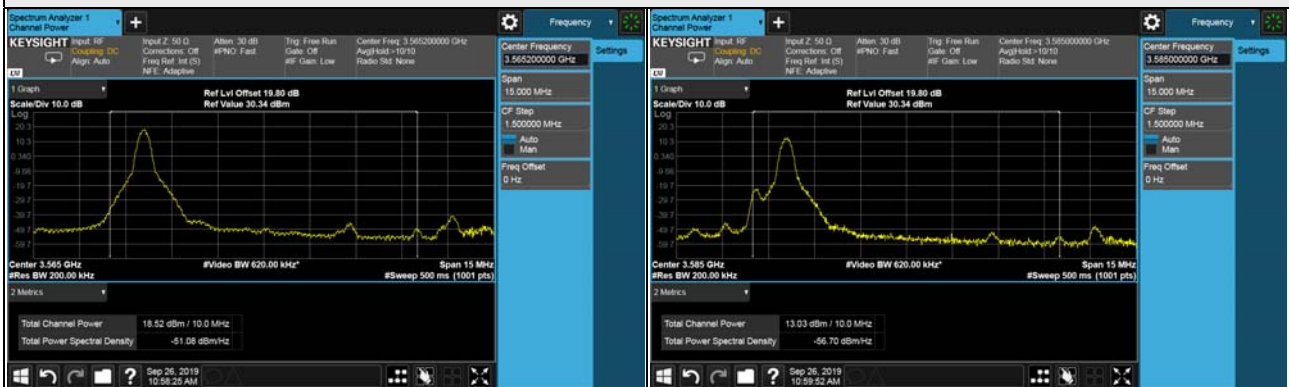 Spectrum Analyzer 1
Channel Power
Frequency
KEYSIGHT
Input: RF
Coupling: DC
Align: Auto
Input Z: 50 Ω
Corrections: Off
Freq Ref: Int (S)
NFE: Adaptive
Atten: 30 dB
#PNO: Fast
Trig: Free Run
Gate: Off
#IF Gain: Low
Center Freq: 3.565200000 GHz
Avg|Hold:>10/10
Radio Std: None
LXI
Center Frequency
3.565200000 GHz
Settings
Span
15.000 MHz
CF Step
1.500000 MHz
Auto
Man
Freq Offset
0 Hz
1 Graph
Scale/Div 10.0 dB
Ref Lvl Offset 19.80 dB
Ref Value 30.34 dBm
Log
20.3
10.3
0.340
-9.66
-19.7
-29.7
-39.7
-49.7
-59.7
Center 3.565 GHz
#Res BW 200.00 kHz
#Video BW 620.00 kHz*
Span 15 MHz
#Sweep 500 ms (1001 pts)
2 Metrics
Total Channel Power 18.52 dBm / 10.0 MHz
Total Power Spectral Density -51.08 dBm/Hz
Sep 26, 2019
10:58:25 AM
Spectrum Analyzer 1
Channel Power
Frequency
KEYSIGHT
Input: RF
Coupling: DC
Align: Auto
Input Z: 50 Ω
Corrections: Off
Freq Ref: Int (S)
NFE: Adaptive
Atten: 30 dB
#PNO: Fast
Trig: Free Run
Gate: Off
#IF Gain: Low
Center Freq: 3.585000000 GHz
Avg|Hold:>10/10
Radio Std: None
LXI
Center Frequency
3.585000000 GHz
Settings
Span
15.000 MHz
CF Step
1.500000 MHz
Auto
Man
Freq Offset
0 Hz
1 Graph
Scale/Div 10.0 dB
Ref Lvl Offset 19.80 dB
Ref Value 30.34 dBm
Log
20.3
10.3
0.340
-9.66
-19.7
-29.7
-39.7
-49.7
-59.7
Center 3.585 GHz
#Res BW 200.00 kHz
#Video BW 620.00 kHz*
Span 15 MHz
#Sweep 500 ms (1001 pts)
2 Metrics
Total Channel Power 13.03 dBm / 10.0 MHz
Total Power Spectral Density -56.70 dBm/Hz
Sep 26, 2019
10:59:52 AM